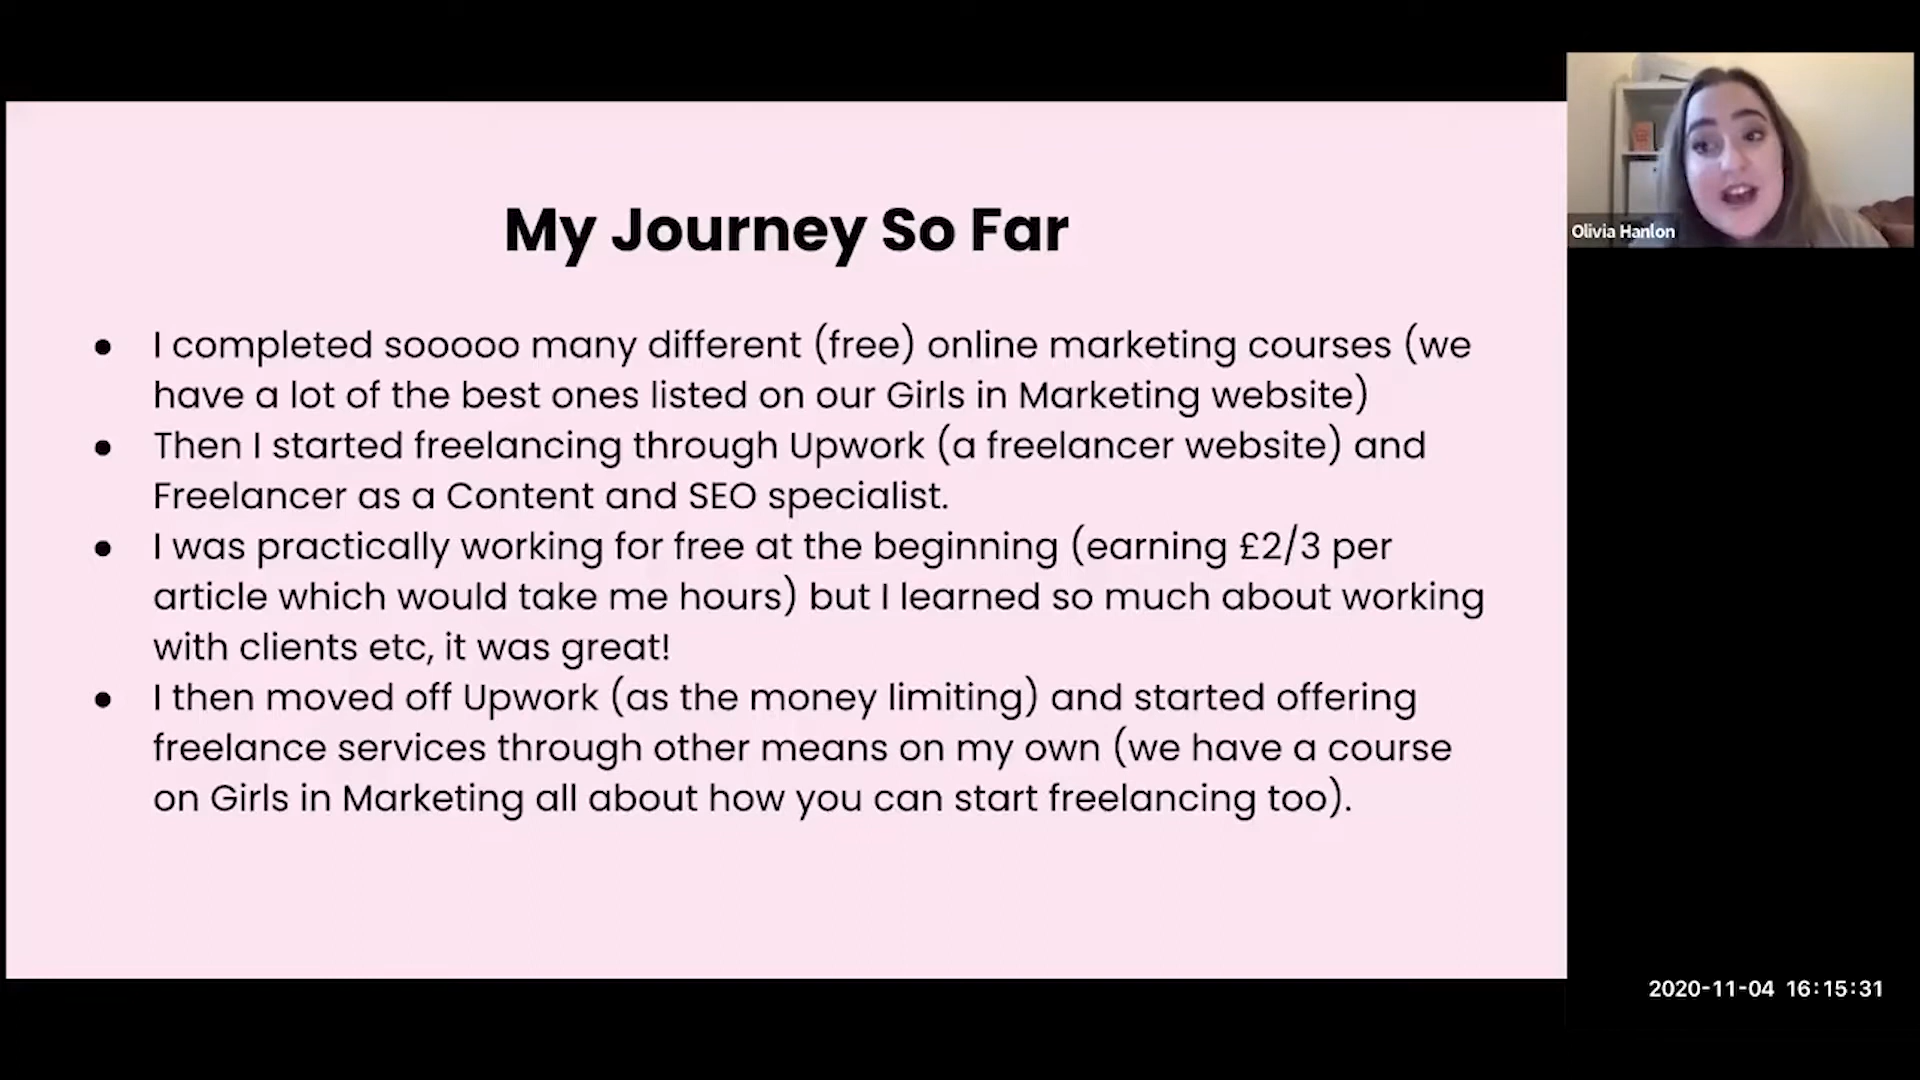 My Journey So Far
● I completed sooooo many different (free) online marketing courses (we
have a lot of the best ones listed on our Girls in Marketing website)
● Then I started freelancing through Upwork (a freelancer website) and
Freelancer as a Content and SEO specialist.
● I was practically working for free at the beginning (earning £2/3 per
article which would take me hours) but I learned so much about working
with clients etc, it was great!
● I then moved off Upwork (as the money limiting) and started offering
freelance services through other means on my own (we have a course
on Girls in Marketing all about how you can start freelancing too).
Olivia Hanlon
2020-11-04 16:15:31